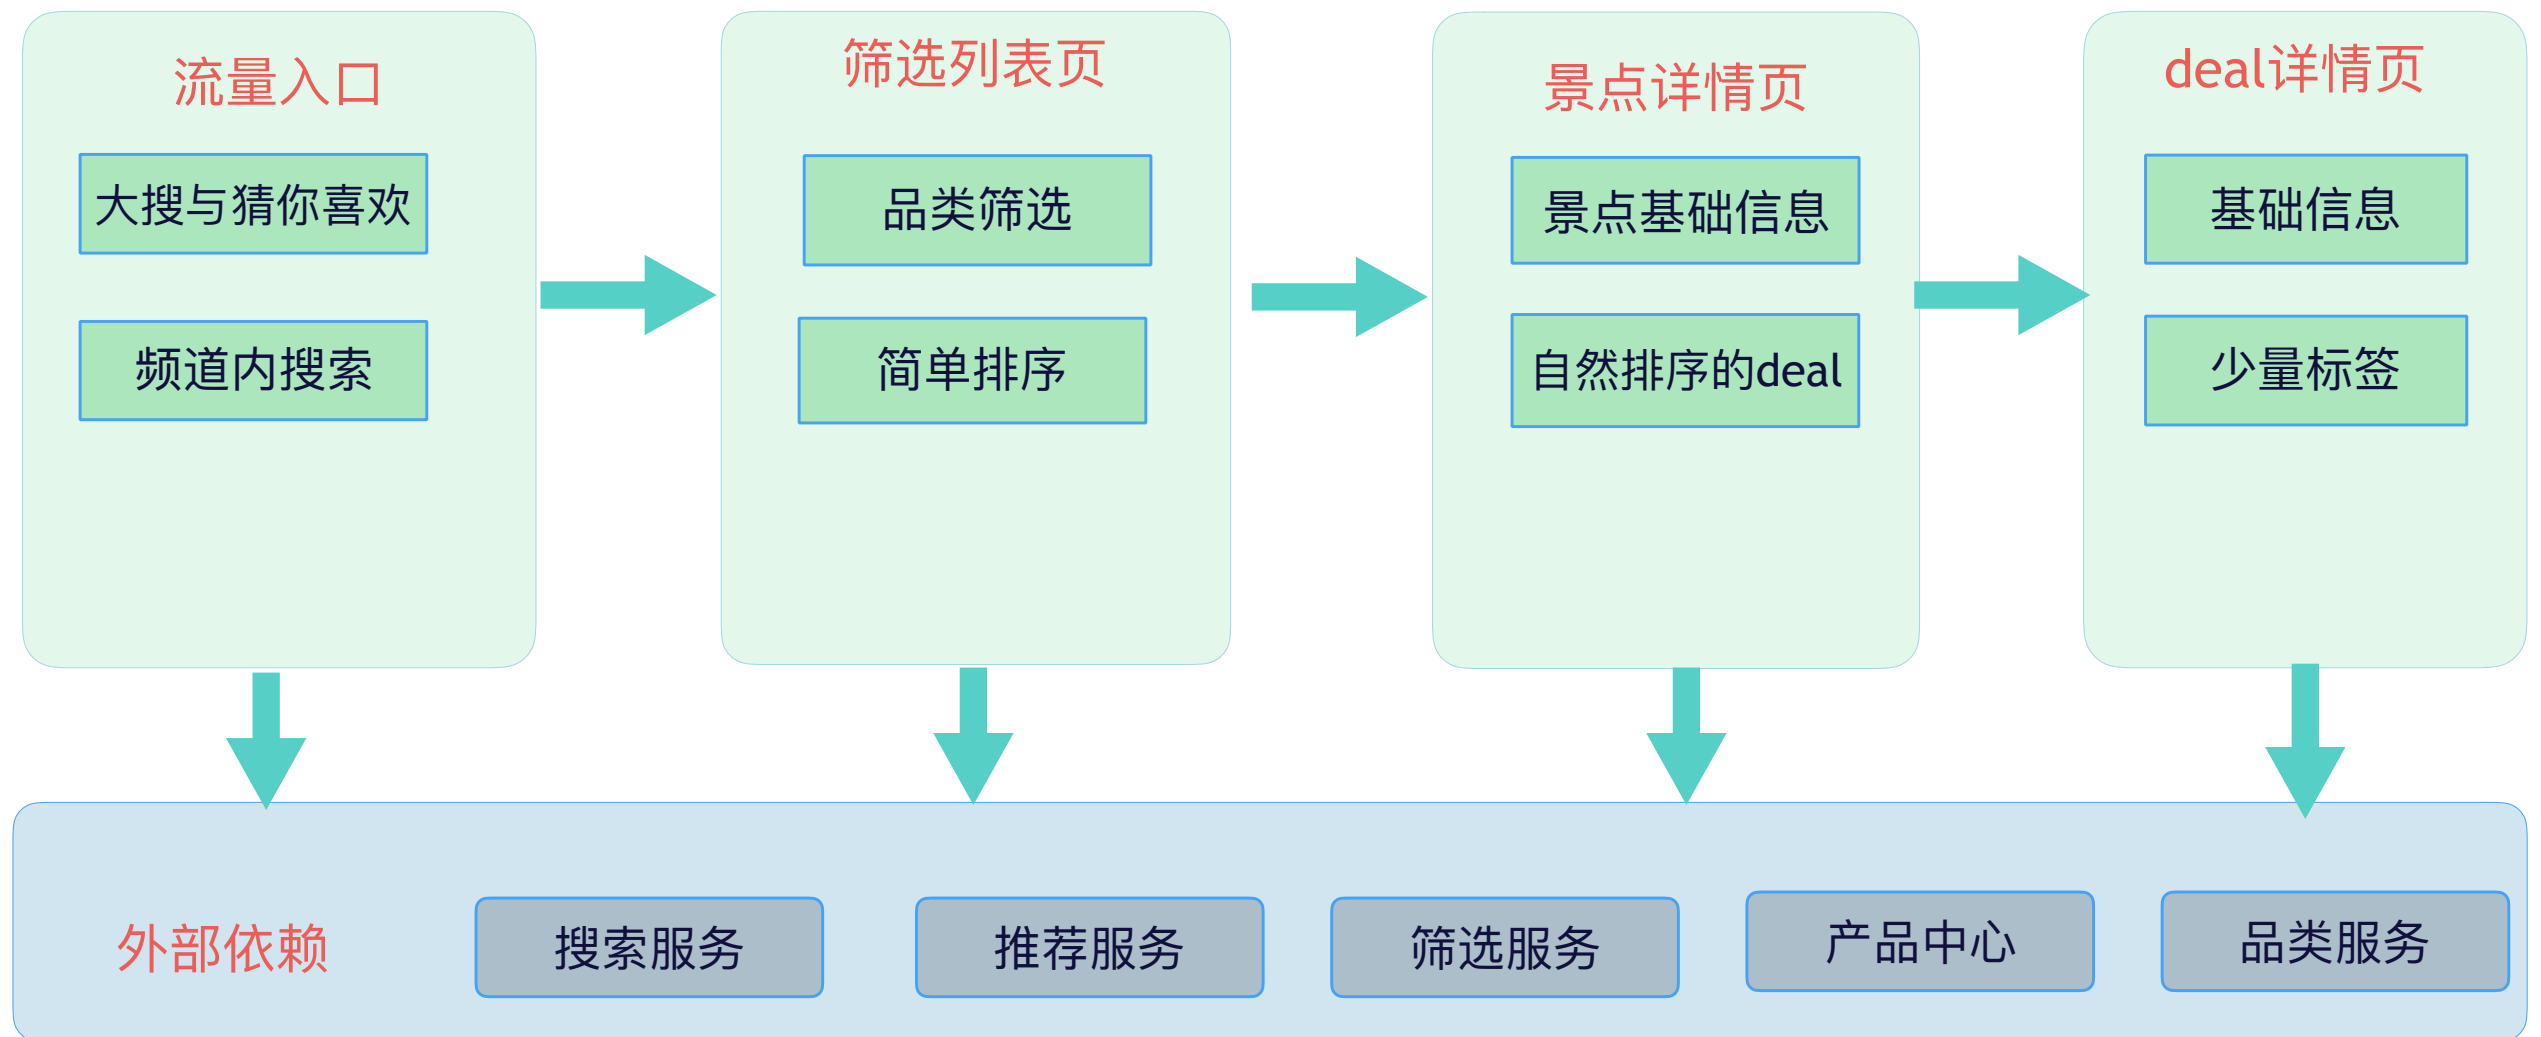 流量入口
大搜与猜你喜欢
频道内搜索
筛选列表页
品类筛选
简单排序
景点详情页
景点基础信息
自然排序的deal
deal详情页
基础信息
少量标签
外部依赖
搜索服务
推荐服务
筛选服务
产品中心
品类服务